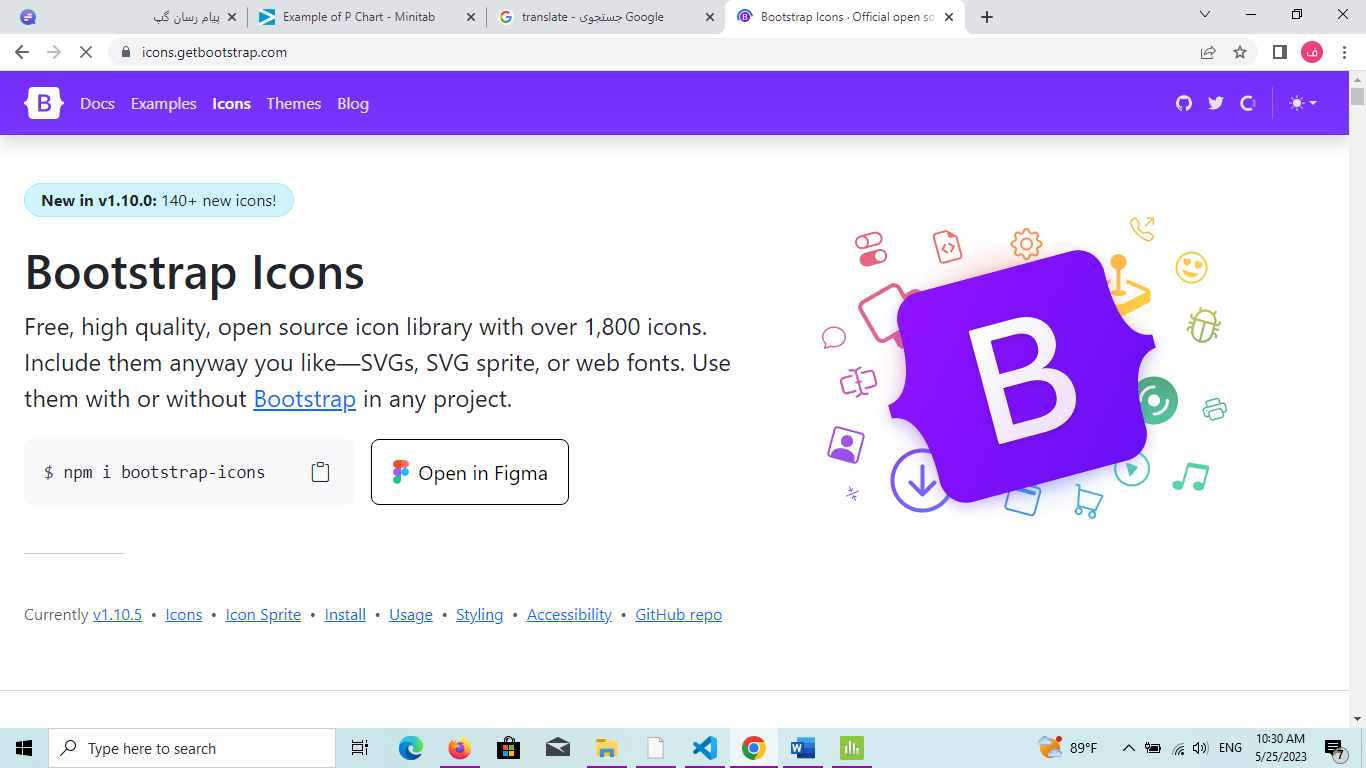 پیام رسان گپ
Example of P Chart - Minitab
translate - جستجوی Google
Bootstrap Icons · Official open so
icons.getbootstrap.com
ف
B
Docs
Examples
Icons
Themes
Blog
New in v1.10.0: 140+ new icons!
Bootstrap Icons
Free, high quality, open source icon library with over 1,800 icons.
Include them anyway you like—SVGs, SVG sprite, or web fonts. Use
them with or without Bootstrap in any project.
$ npm i bootstrap-icons
Open in Figma
B
Currently v1.10.5 • Icons • Icon Sprite • Install • Usage • Styling • Accessibility • GitHub repo
Type here to search
89°F
ENG
10:30 AM
5/25/2023
7